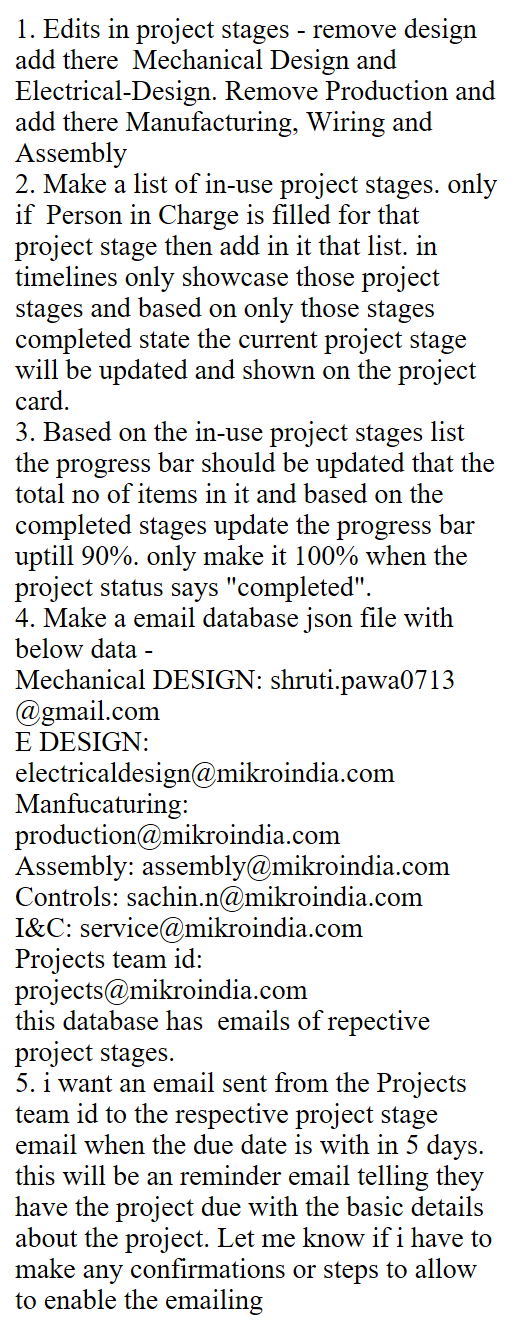 1. Edits in project stages - remove design
add there  Mechanical Design and
Electrical-Design. Remove Production and
add there Manufacturing, Wiring and
Assembly
2. Make a list of in-use project stages. only
if  Person in Charge is filled for that
project stage then add in it that list. in
timelines only showcase those project
stages and based on only those stages
completed state the current project stage
will be updated and shown on the project
card.
3. Based on the in-use project stages list
the progress bar should be updated that the
total no of items in it and based on the
completed stages update the progress bar
uptill 90%. only make it 100% when the
project status says "completed".
4. Make a email database json file with
below data -
Mechanical DESIGN: shruti.pawa0713
@gmail.com
E DESIGN:
electricaldesign@mikroindia.com
Manfucaturing:
production@mikroindia.com
Assembly: assembly@mikroindia.com
Controls: sachin.n@mikroindia.com
I&C: service@mikroindia.com
Projects team id:
projects@mikroindia.com
this database has  emails of repective
project stages.
5. i want an email sent from the Projects
team id to the respective project stage
email when the due date is with in 5 days.
this will be an reminder email telling they
have the project due with the basic details
about the project. Let me know if i have to
make any confirmations or steps to allow
to enable the emailing